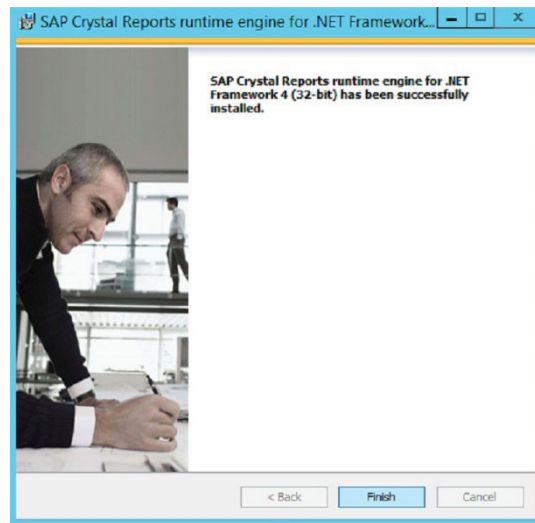 SAP Crystal Reports runtime engine for .NET Framework...
SAP Crystal Reports runtime engine for .NET
Framework 4 (32-bit) has been successfully
installed.
< Back
Finish
Cancel